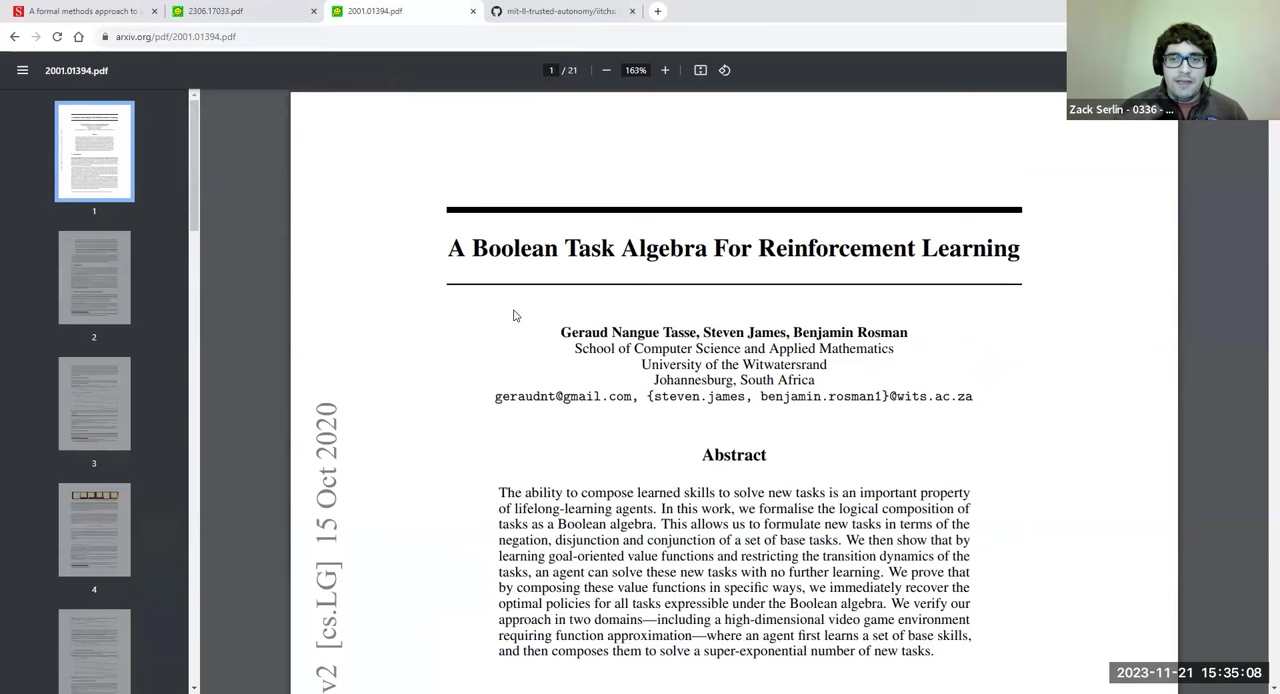 A formal methods approach to
2306.17033.pdf
2001.01394.pdf
mit-ll-trusted-autonomy/
arxiv.org/pdf/2001.01394.pdf
2001.01394.pdf
1 / 21
163%
Zack Serlin - 0336 - ...
1
2
3
4
A Boolean Task Algebra For Reinforcement Learning
Geraud Nangue Tasse, Steven James, Benjamin Rosman
School of Computer Science and Applied Mathematics
University of the Witwatersrand
Johannesburg, South Africa
geraudnt@gmail.com, {steven.james, benjamin.rosman1}@wits.ac.za
Abstract
The ability to compose learned skills to solve new tasks is an important property
of lifelong-learning agents. In this work, we formalise the logical composition of
tasks as a Boolean algebra. This allows us to formulate new tasks in terms of the
negation, disjunction and conjunction of a set of base tasks. We then show that by
learning goal-oriented value functions and restricting the transition dynamics of the
tasks, an agent can solve these new tasks with no further learning. We prove that
by composing these value functions in specific ways, we immediately recover the
optimal policies for all tasks expressible under the Boolean algebra. We verify our
approach in two domains—including a high-dimensional video game environment
requiring function approximation—where an agent first learns a set of base skills,
and then composes them to solve a super-exponential number of new tasks.
v2 [cs.LG] 15 Oct 2020
2023-11-21 15:35:08